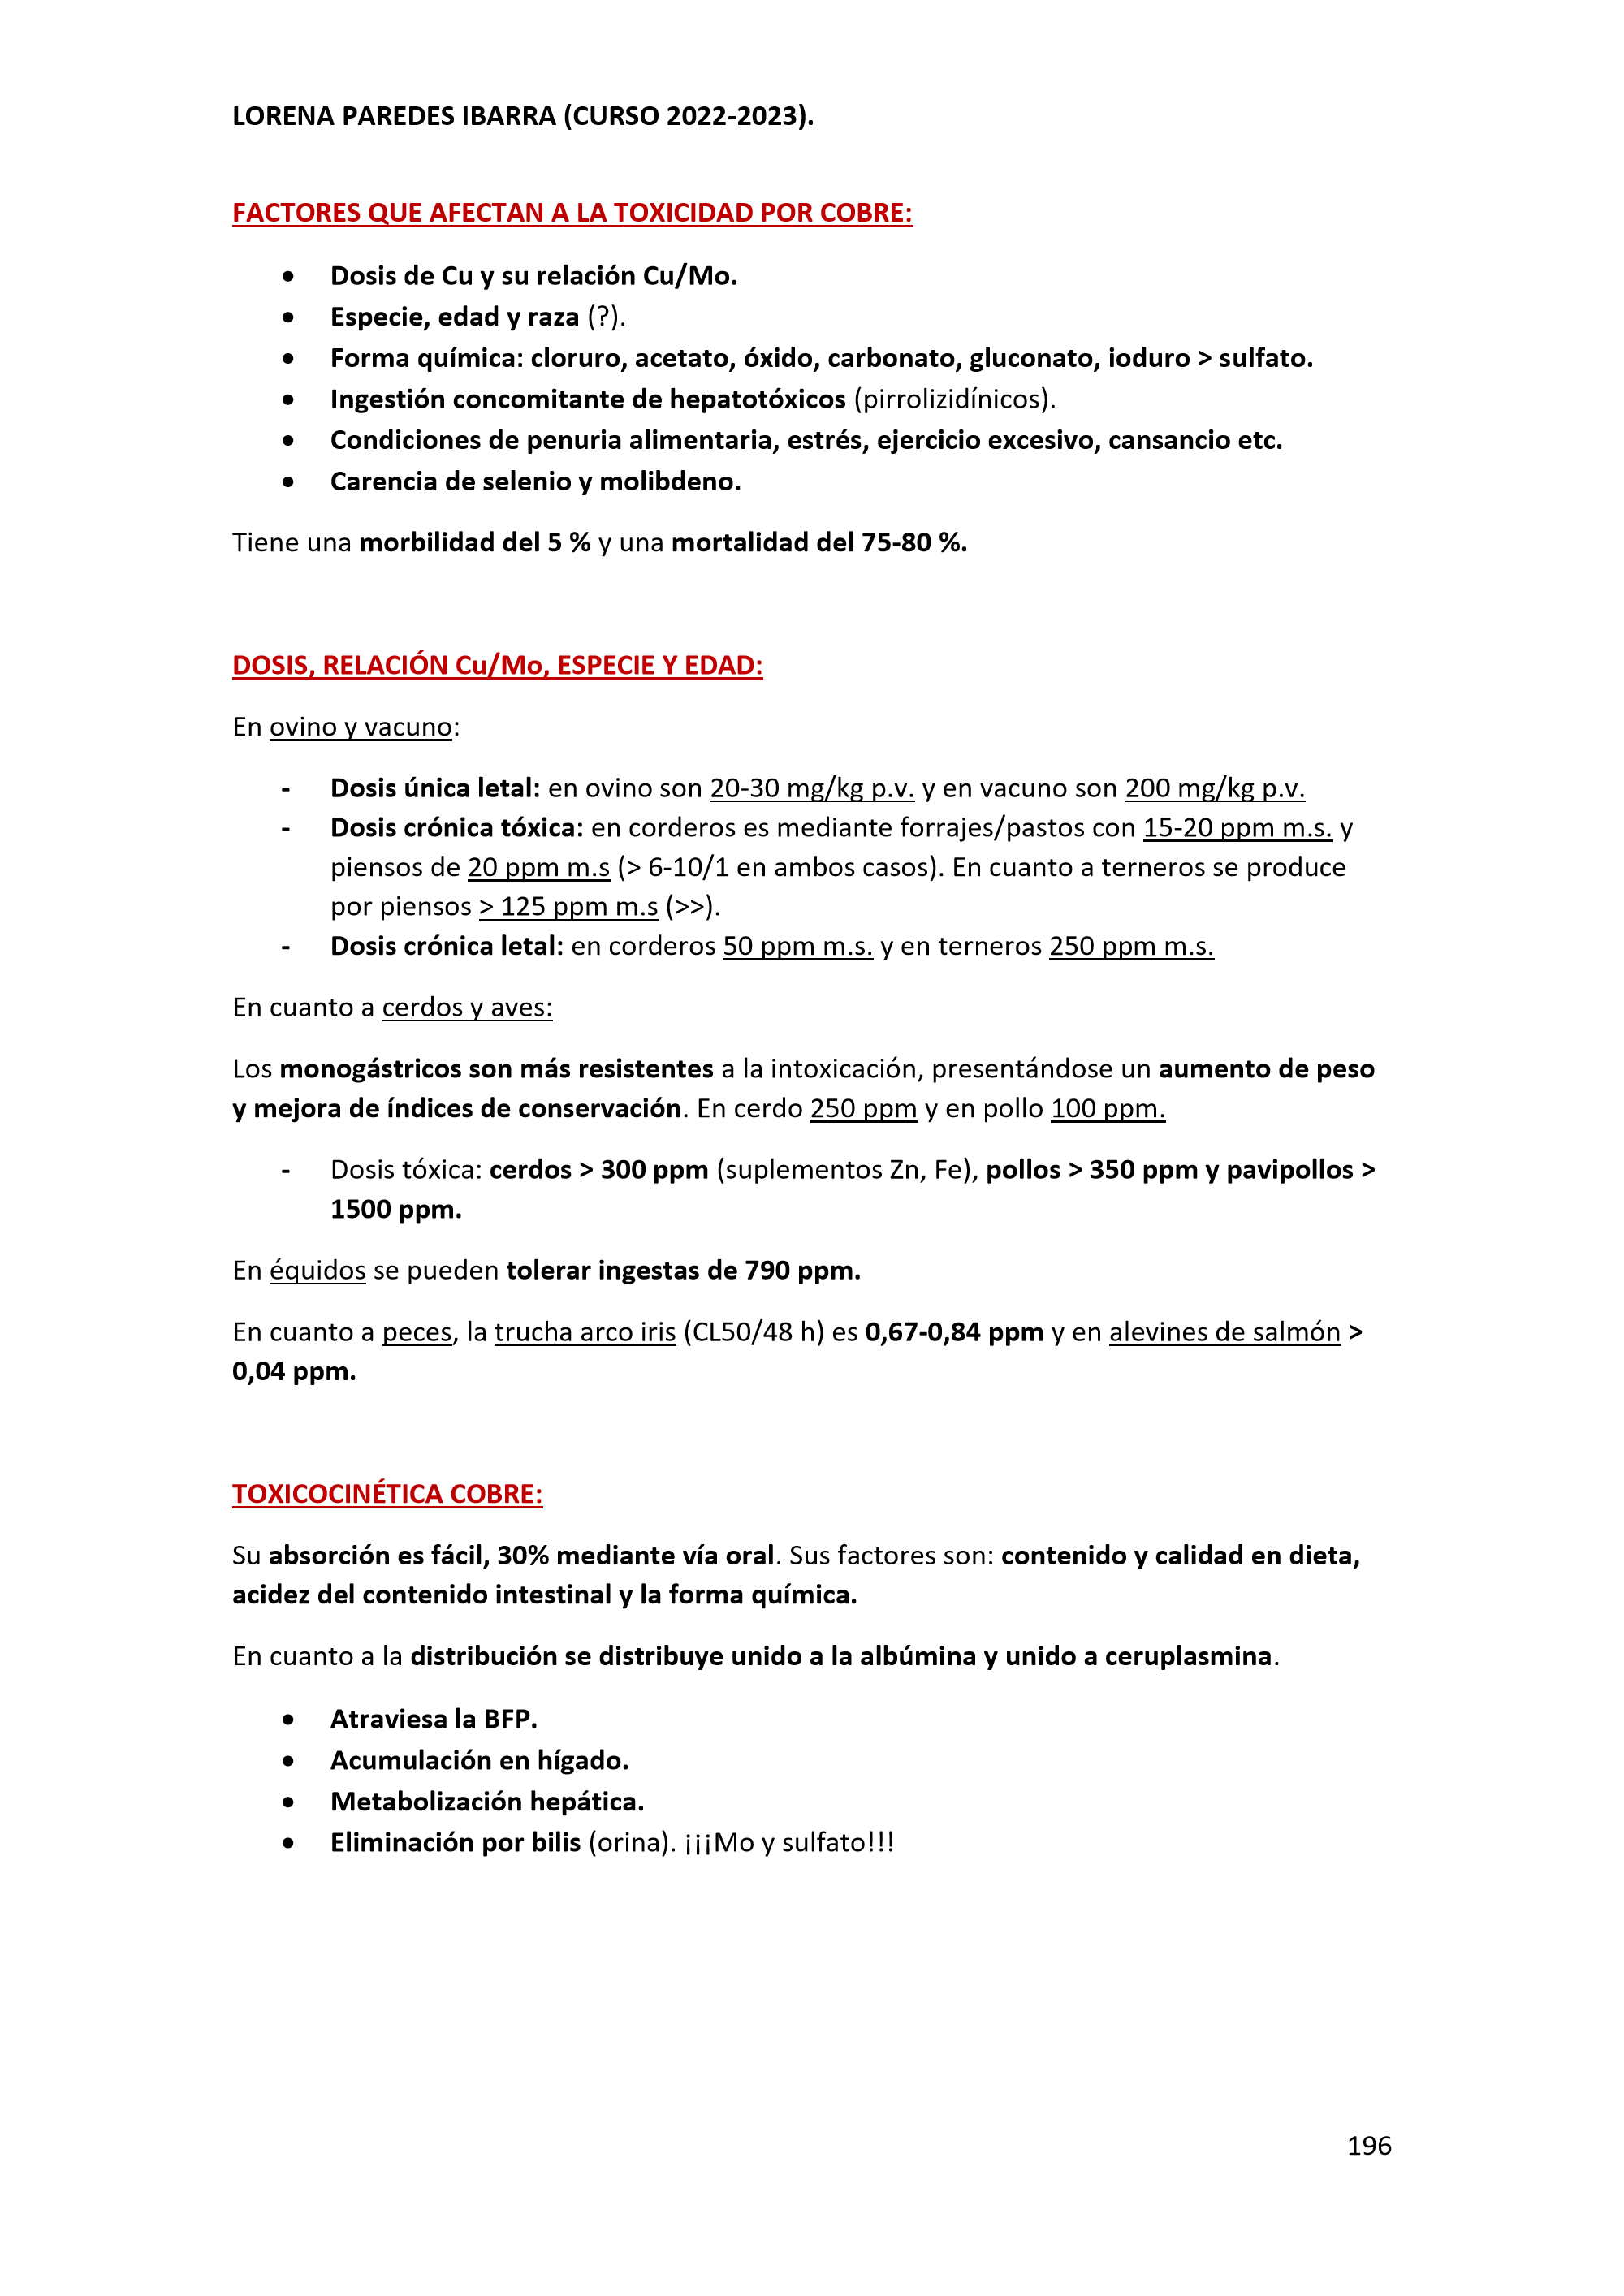 LORENA PAREDES IBARRA (CURSO 2022-2023).
FACTORES QUE AFECTAN A LA TOXICIDAD POR COBRE:
• Dosis de Cu y su relación Cu/Mo.
• Especie, edad y raza (?).
• Forma química: cloruro, acetato, óxido, carbonato, gluconato, ioduro > sulfato.
• Ingestión concomitante de hepatotóxicos (pirrolizidínicos).
• Condiciones de penuria alimentaria, estrés, ejercicio excesivo, cansancio etc.
• Carencia de selenio y molibdeno.
Tiene una morbilidad del 5 % y una mortalidad del 75-80 %.
DOSIS, RELACIÓN Cu/Mo, ESPECIE Y EDAD:
En ovino y vacuno:
- Dosis única letal: en ovino son 20-30 mg/kg p.v. y en vacuno son 200 mg/kg p.v.
- Dosis crónica tóxica: en corderos es mediante forrajes/pastos con 15-20 ppm m.s. y
piensos de 20 ppm m.s (> 6-10/1 en ambos casos). En cuanto a terneros se produce
por piensos > 125 ppm m.s (>>).
- Dosis crónica letal: en corderos 50 ppm m.s. y en terneros 250 ppm m.s.
En cuanto a cerdos y aves:
Los monogástricos son más resistentes a la intoxicación, presentándose un aumento de peso
y mejora de índices de conservación. En cerdo 250 ppm y en pollo 100 ppm.
- Dosis tóxica: cerdos > 300 ppm (suplementos Zn, Fe), pollos > 350 ppm y pavipollos >
1500 ppm.
En équidos se pueden tolerar ingestas de 790 ppm.
En cuanto a peces, la trucha arco iris (CL50/48 h) es 0,67-0,84 ppm y en alevines de salmón >
0,04 ppm.
TOXICOCINÉTICA COBRE:
Su absorción es fácil, 30% mediante vía oral. Sus factores son: contenido y calidad en dieta,
acidez del contenido intestinal y la forma química.
En cuanto a la distribución se distribuye unido a la albúmina y unido a ceruplasmina.
• Atraviesa la BFP.
• Acumulación en hígado.
• Metabolización hepática.
• Eliminación por bilis (orina). ¡¡¡Mo y sulfato!!!
196